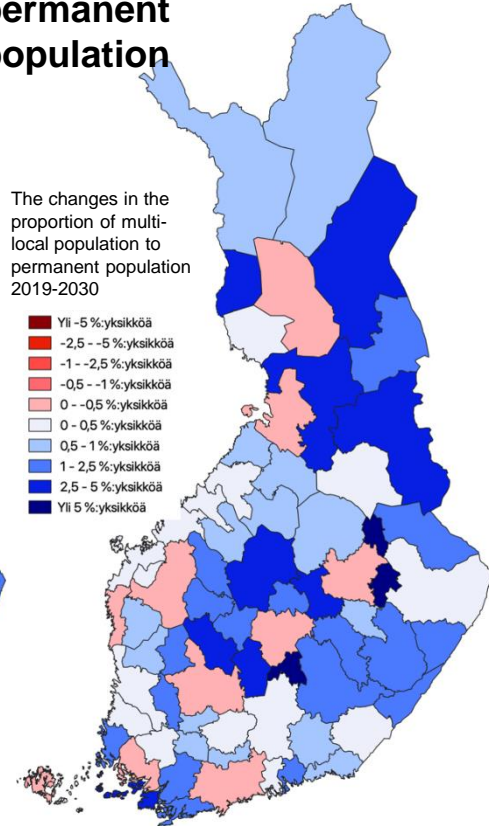 permanent
population
The changes in the
proportion of multi-
local population to
permanent population
2019-2030
Yli -5 %:yksikköä
-2,5 - -5 %:yksikköä
-1 - -2,5 %:yksikköä
-0,5 - -1 %:yksikköä
0 - -0,5 %:yksikköä
0 - 0,5 %:yksikköä
0,5 - 1 %:yksikköä
1 - 2,5 %:yksikköä
2,5 - 5 %:yksikköä
Yli 5 %:yksikköä